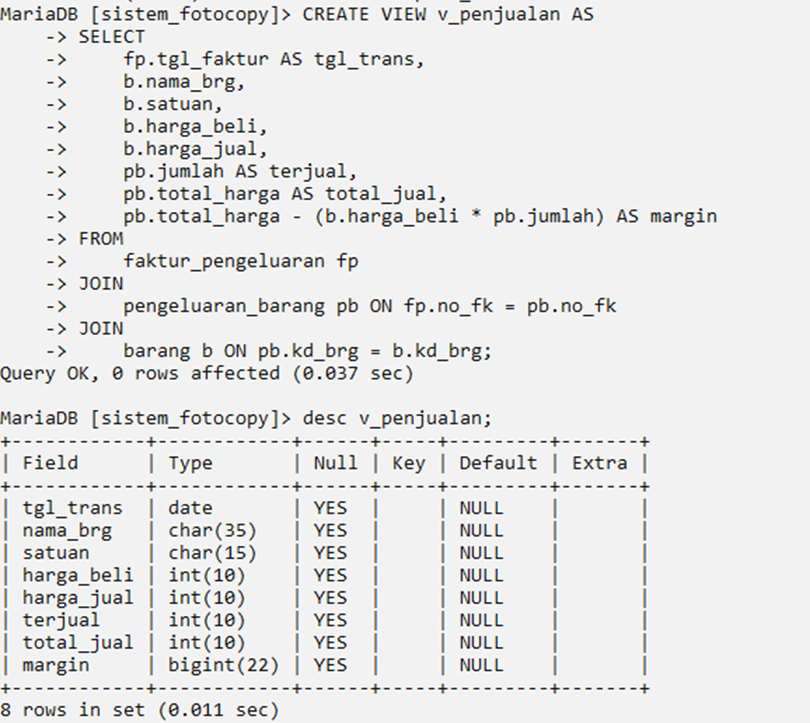 MariaDB [sistem_fotocopy]> CREATE VIEW v_penjualan AS
    -> SELECT
    ->     fp.tgl_faktur AS tgl_trans,
    ->     b.nama_brg,
    ->     b.satuan,
    ->     b.harga_beli,
    ->     b.harga_jual,
    ->     pb.jumlah AS terjual,
    ->     pb.total_harga AS total_jual,
    ->     pb.total_harga - (b.harga_beli * pb.jumlah) AS margin
    -> FROM
    ->     faktur_pengeluaran fp
    -> JOIN
    ->     pengeluaran_barang pb ON fp.no_fk = pb.no_fk
    -> JOIN
    ->     barang b ON pb.kd_brg = b.kd_brg;
Query OK, 0 rows affected (0.037 sec)

MariaDB [sistem_fotocopy]> desc v_penjualan;
+------------+------------+------+-----+---------+-------+
| Field      | Type       | Null | Key | Default | Extra |
+------------+------------+------+-----+---------+-------+
| tgl_trans  | date       | YES  |     | NULL    |       |
| nama_brg   | char(35)   | YES  |     | NULL    |       |
| satuan     | char(15)   | YES  |     | NULL    |       |
| harga_beli | int(10)    | YES  |     | NULL    |       |
| harga_jual | int(10)    | YES  |     | NULL    |       |
| terjual    | int(10)    | YES  |     | NULL    |       |
| total_jual | int(10)    | YES  |     | NULL    |       |
| margin     | bigint(22) | YES  |     | NULL    |       |
+------------+------------+------+-----+---------+-------+
8 rows in set (0.011 sec)